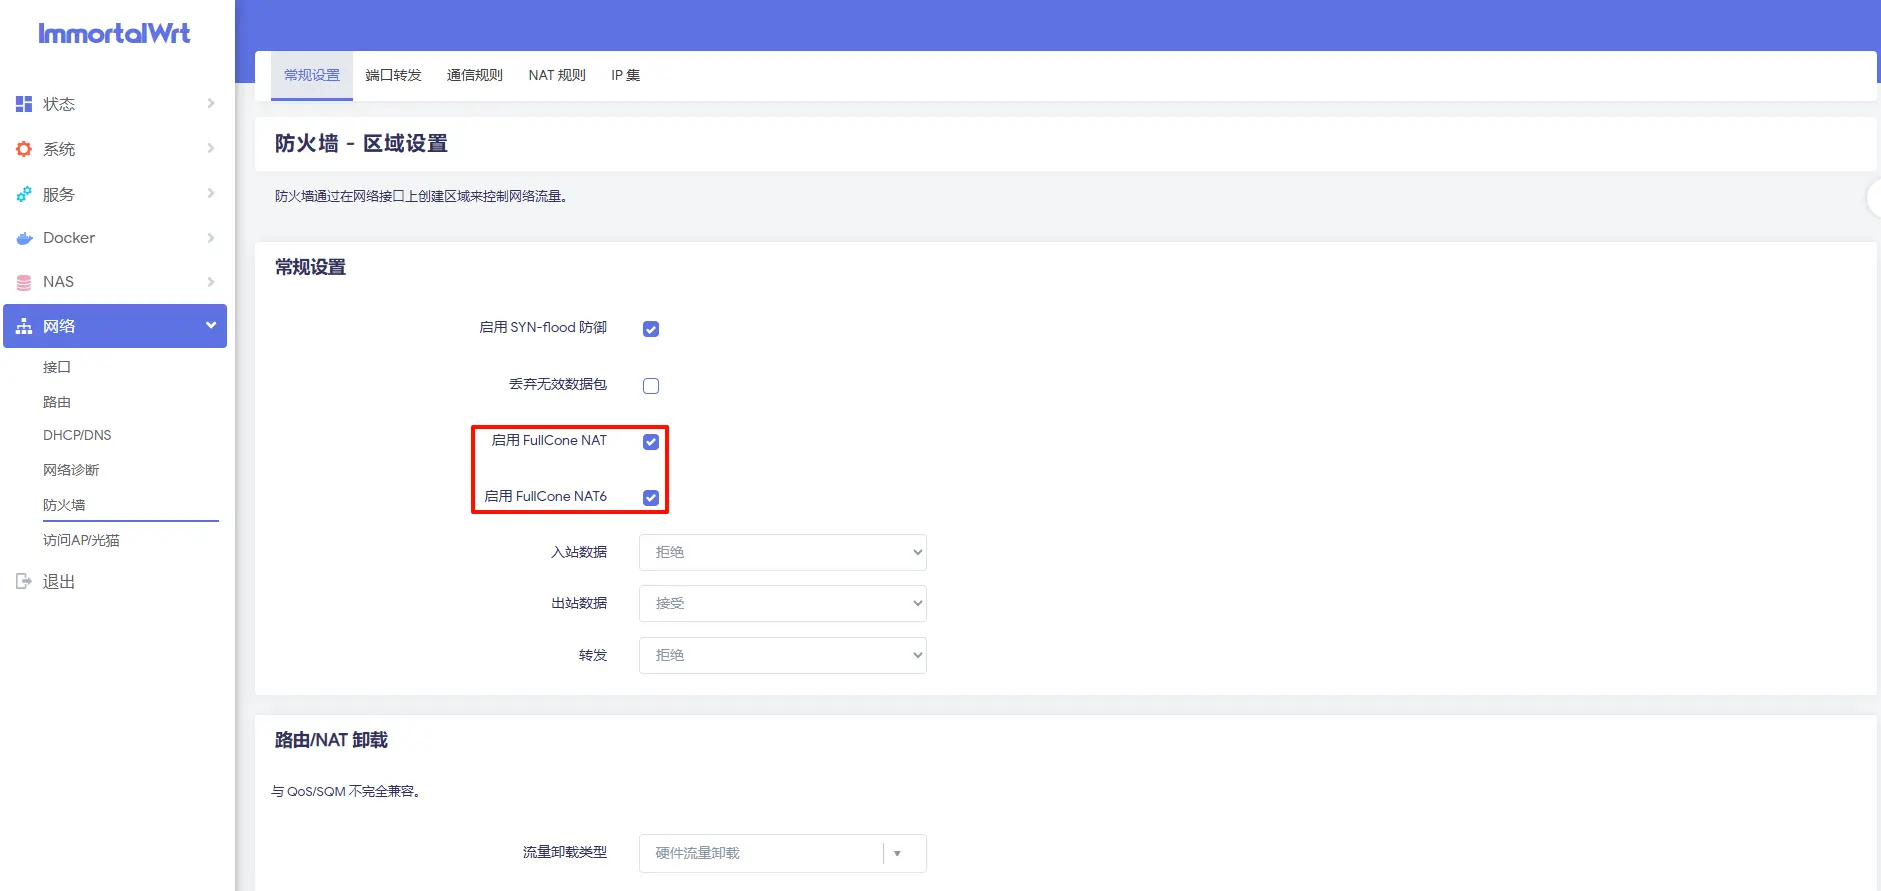 ImmortalWrt
状态
系统
服务
Docker
NAS
网络
接口
路由
DHCP/DNS
网络诊断
防火墙
访问AP/光猫
退出
常规设置 端口转发 通信规则 NAT 规则 IP 集
防火墙 - 区域设置
防火墙通过在网络接口上创建区域来控制网络流量。
常规设置
启用 SYN-flood 防御
丢弃无效数据包
启用 FullCone NAT
启用 FullCone NAT6
入站数据 拒绝
出站数据 接受
转发 拒绝
路由/NAT 卸载
与 QoS/SQM 不完全兼容。
流量卸载类型 硬件流量卸载